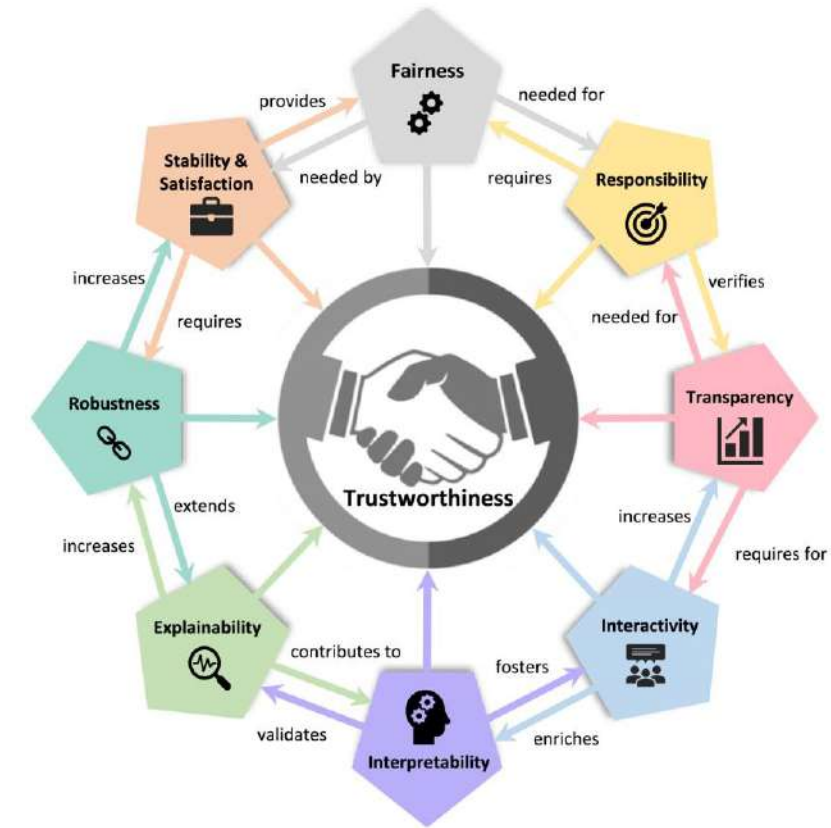 Fairness
provides
needed for
Stability &
Satisfaction
needed by
requires
Responsibility
increases
requires
needed for
verifies
Robustness
Transparency
Trustworthiness
extends
increases
increases
requires for
Explainability
Interactivity
contributes to
fosters
validates
enriches
Interpretability